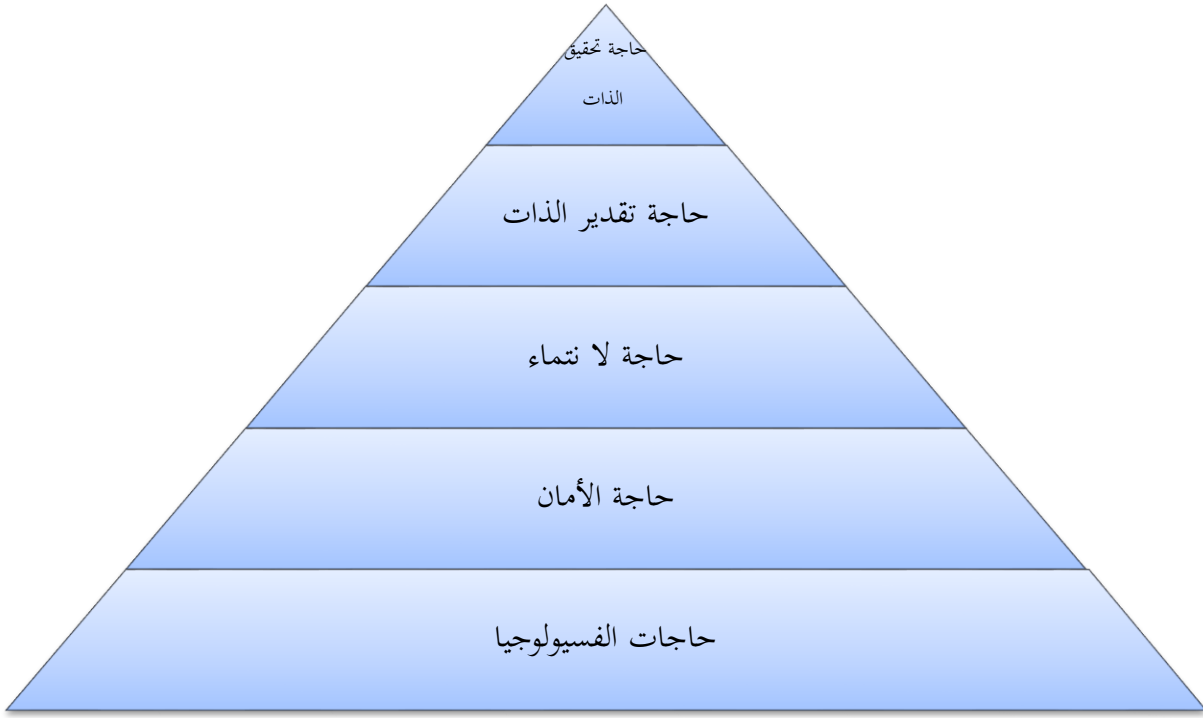 حاجة تحقيق
الذات
حاجة تقدير الذات
حاجة لا نتماء
حاجة الأمان
حاجات الفسيولوجيا